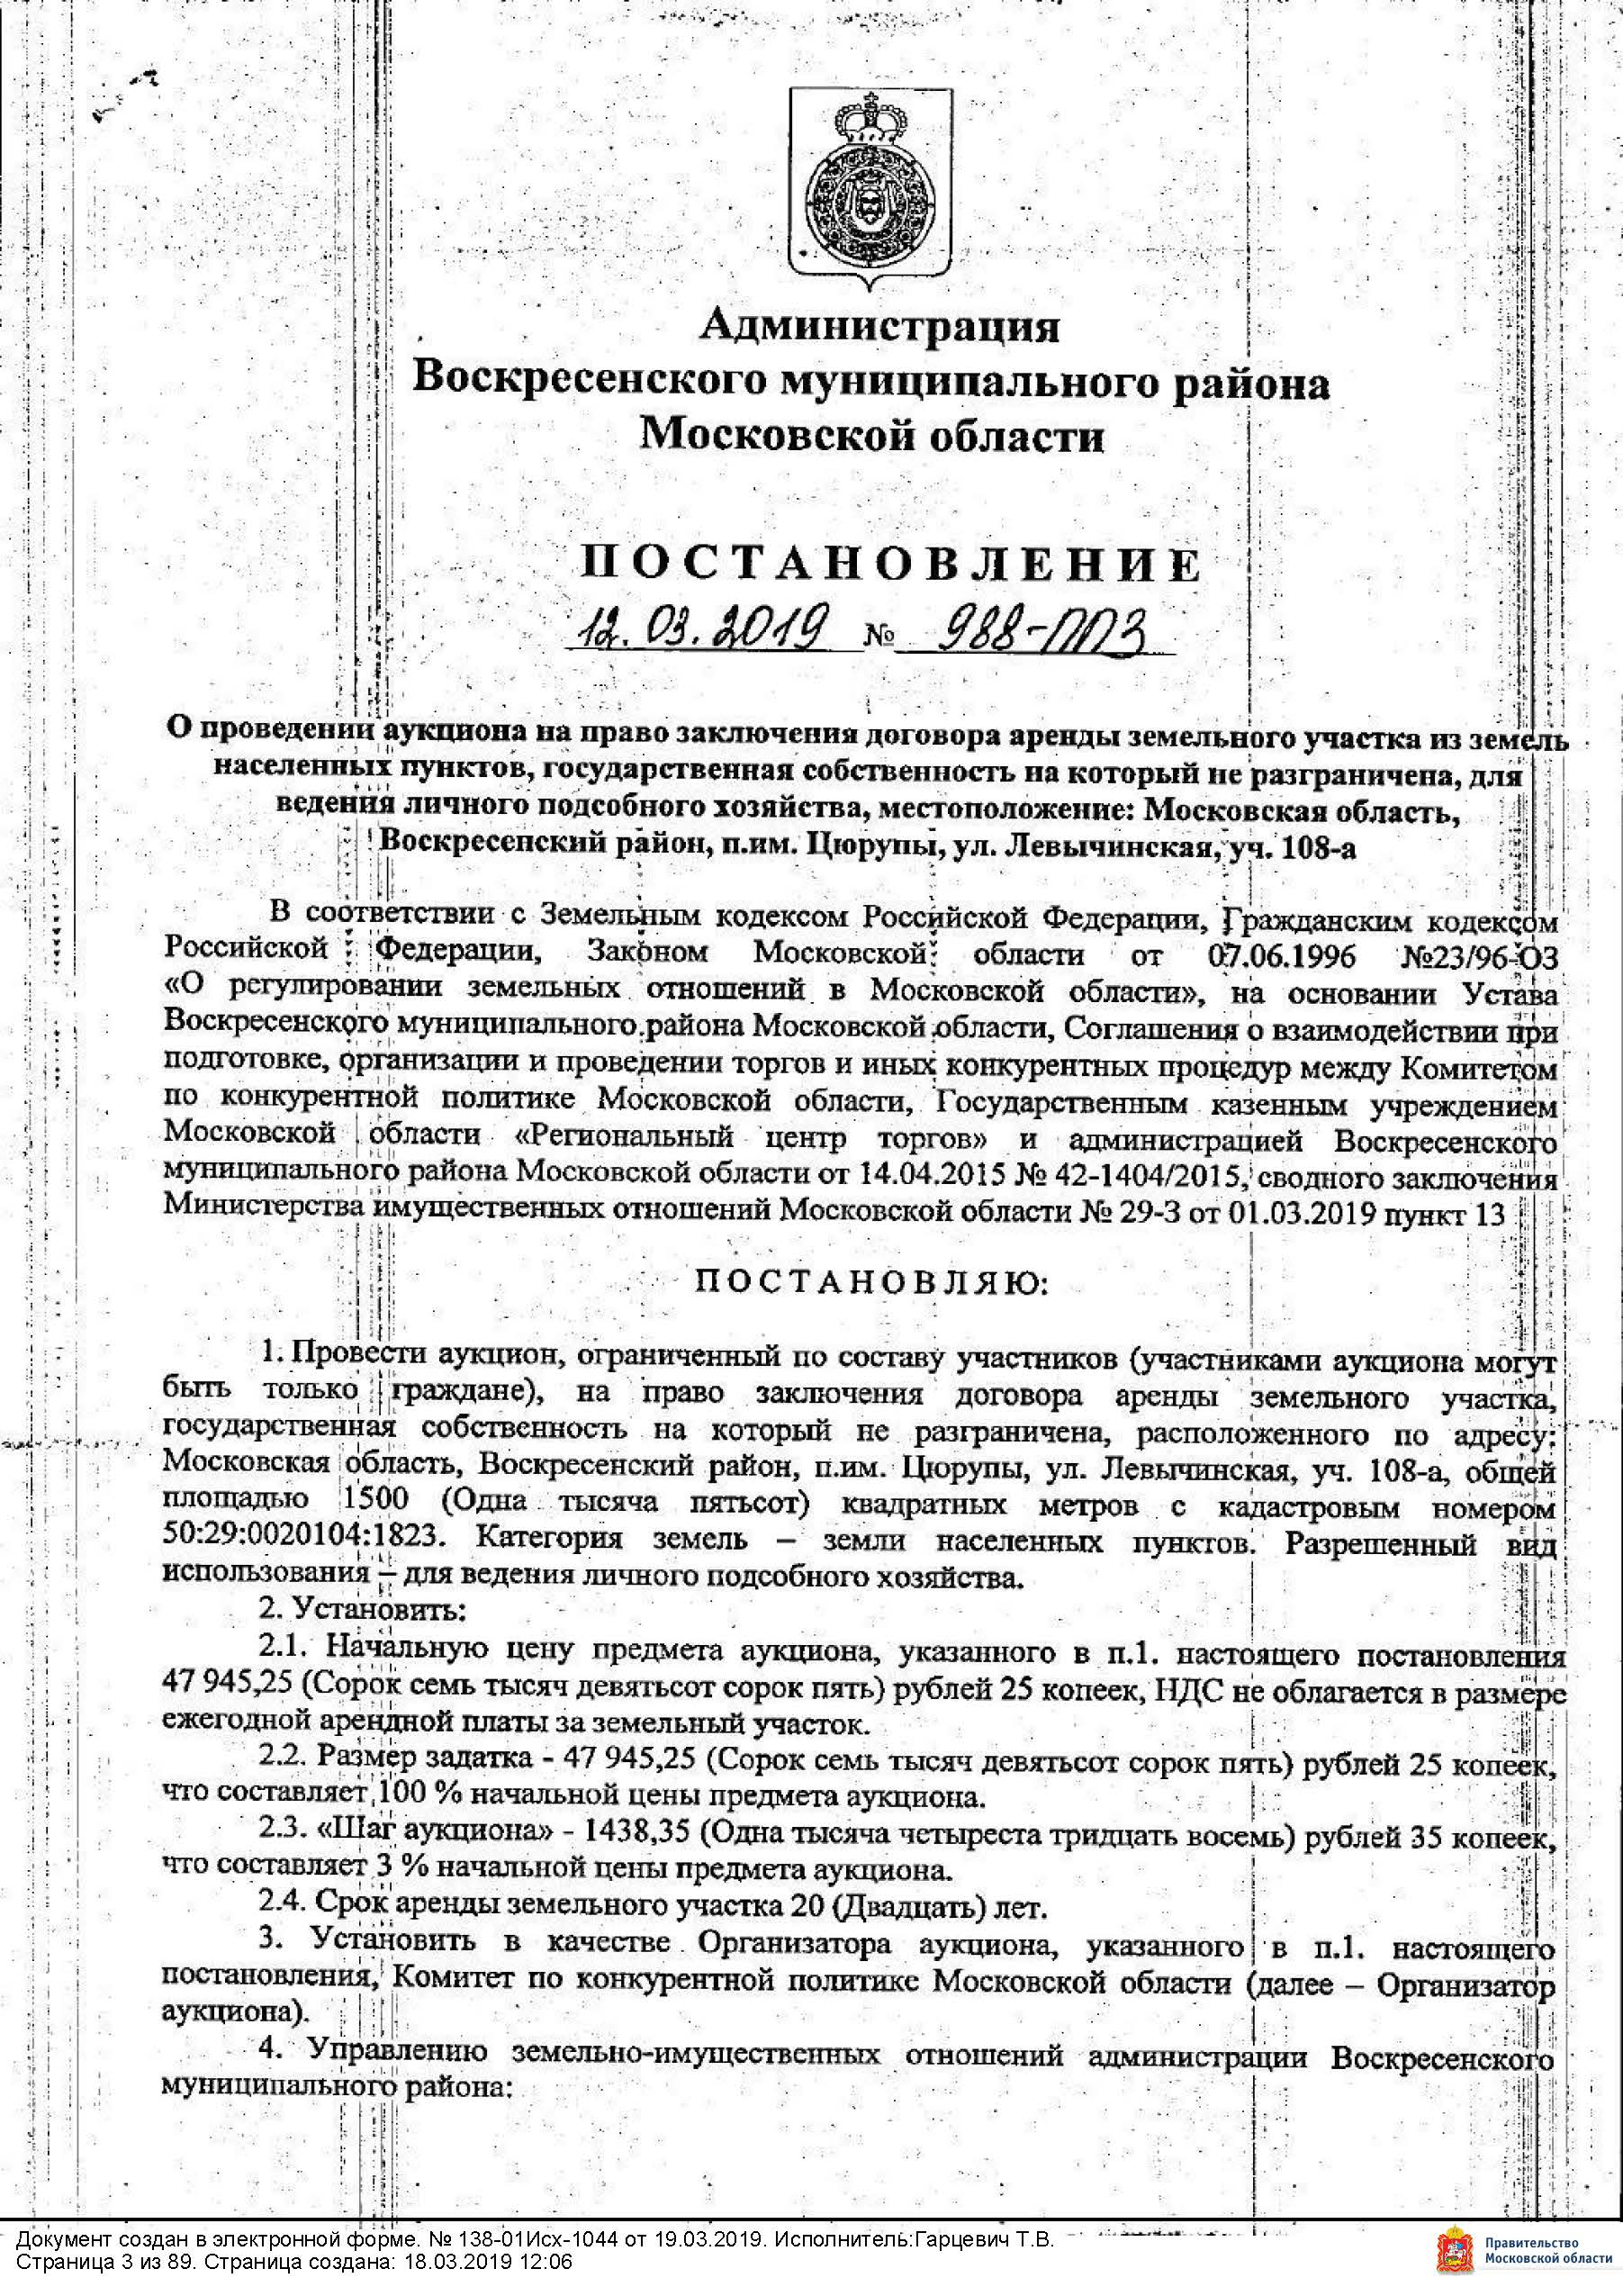 Администрация
Воскресенского муниципального района
Московской области
ПОСТАНОВЛЕНИЕ
12.03.2019 № 988-ППЗ
О проведении аукциона на право заключения договора аренды земельного участка из земель
населенных пунктов, государственная собственность на который не разграничена, для
ведения личного подсобного хозяйства, местоположение: Московская область,
Воскресенский район, п.им. Цюрупы, ул. Левычинская, уч. 108-а
В соответствии с Земельным кодексом Российской Федерации, Гражданским кодексом
Российской Федерации, Законом Московской области от 07.06.1996 №23/96-ОЗ
«О регулировании земельных отношений в Московской области», на основании Устава
Воскресенского муниципального района Московской области, Соглашения о взаимодействии при
подготовке, организации и проведении торгов и иных конкурентных процедур между Комитетом
по конкурентной политике Московской области, Государственным казенным учреждением
Московской области «Региональный центр торгов» и администрацией Воскресенского
муниципального района Московской области от 14.04.2015 № 42-1404/2015, сводного заключения
Министерства имущественных отношений Московской области № 29-З от 01.03.2019 пункт 13
ПОСТАНОВЛЯЮ:
1. Провести аукцион, ограниченный по составу участников (участниками аукциона могут
быть только граждане), на право заключения договора аренды земельного участка,
государственная собственность на который не разграничена, расположенного по адресу:
Московская область, Воскресенский район, п.им. Цюрупы, ул. Левычинская, уч. 108-а, общей
площадью 1500 (Одна тысяча пятьсот) квадратных метров с кадастровым номером
50:29:0020104:1823. Категория земель – земли населенных пунктов. Разрешенный вид
использования – для ведения личного подсобного хозяйства.
2. Установить:
2.1. Начальную цену предмета аукциона, указанного в п.1. настоящего постановления
47 945,25 (Сорок семь тысяч девятьсот сорок пять) рублей 25 копеек, НДС не облагается в размере
ежегодной арендной платы за земельный участок.
2.2. Размер задатка - 47 945,25 (Сорок семь тысяч девятьсот сорок пять) рублей 25 копеек,
что составляет 100 % начальной цены предмета аукциона.
2.3. «Шаг аукциона» - 1438,35 (Одна тысяча четыреста тридцать восемь) рублей 35 копеек,
что составляет 3 % начальной цены предмета аукциона.
2.4. Срок аренды земельного участка 20 (Двадцать) лет.
3. Установить в качестве Организатора аукциона, указанного в п.1. настоящего
постановления, Комитет по конкурентной политике Московской области (далее – Организатор
аукциона).
4. Управлению земельно-имущественных отношений администрации Воскресенского
муниципального района:
Документ создан в электронной форме. № 138-01Исх-1044 от 19.03.2019. Исполнитель:Гарцевич Т.В.
Страница 3 из 89. Страница создана: 18.03.2019 12:06
Правительство
Московской области